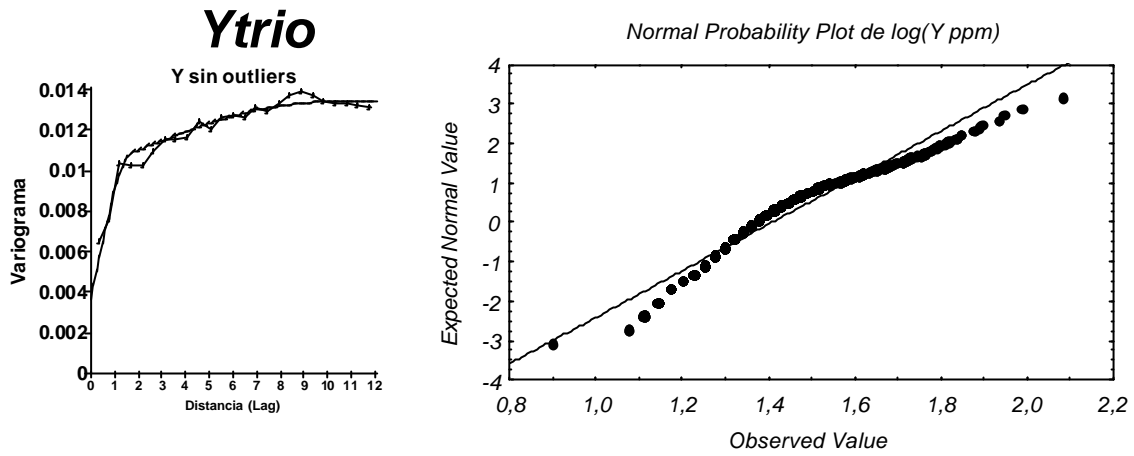 Ytrio
Y sin outliers
Variograma
0.014
0.012
0.01
0.008
0.006
0.004
0.002
0
0 1 2 3 4 5 6 7 8 9 10 11 12
Distancia (Lag)
Normal Probability Plot de log(Y ppm)
Expected Normal Value
4
3
2
1
0
-1
-2
-3
-4
0,8 1,0 1,2 1,4 1,6 1,8 2,0 2,2
Observed Value